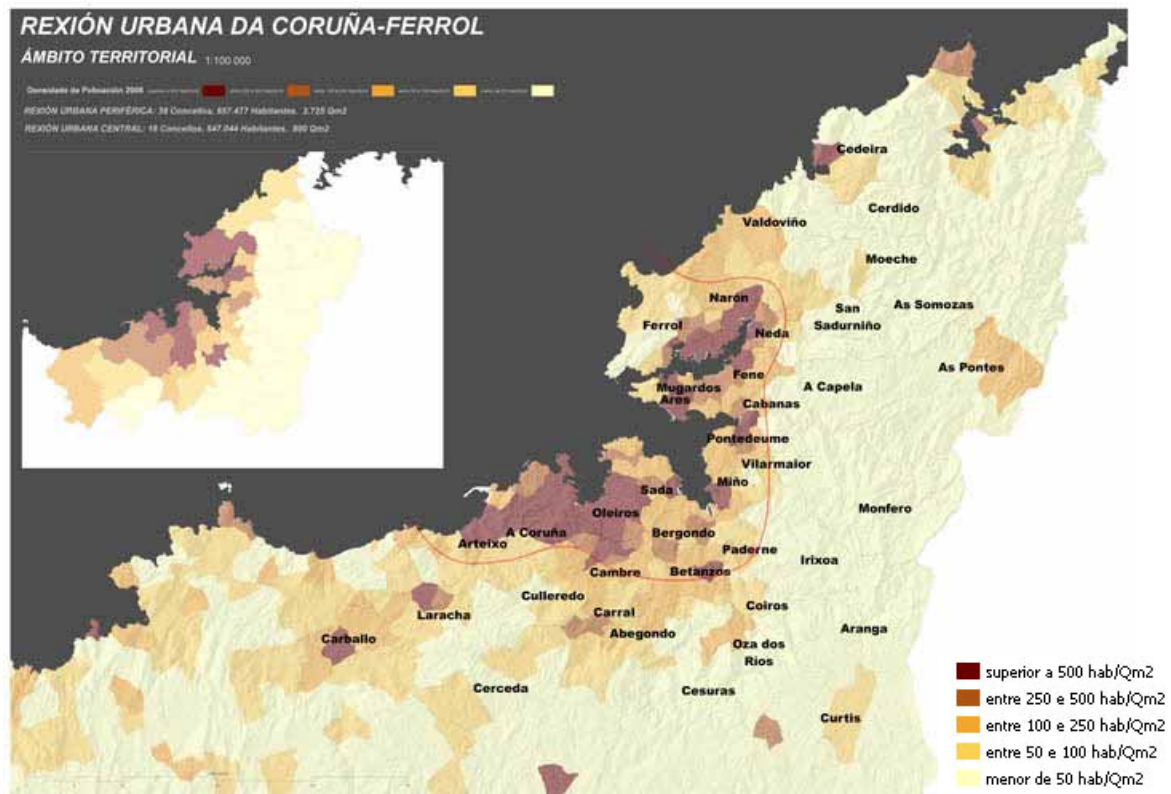 REXIÓN URBANA DA CORUÑA-FERROL
ÁMBITO TERRITORIAL 1:100 000
Densidade de Poboación 2006
REXIÓN URBANA PERIFÉRICA: 38 Concellos. 657.477 Habitantes. 3.725 Qm2
REXIÓN URBANA CENTRAL: 18 Concellos. 547.044 Habitantes. 800 Qm2
Cedeira
Cerdido
Valdoviño
Moeche
Narón
San
Sadurniño
As Somozas
Ferrol
Neda
As Pontes
Fene
Mugardos
Ares
A Capela
Cabanas
Pontedeume
Vilarmaior
Miño
Sada
Monfero
Oleiros
A Coruña
Bergondo
Arteixo
Paderne
Irixoa
Cambre
Betanzos
Culleredo
Laracha
Carral
Coiros
Carballo
Abegondo
Aranga
Oza dos
Rios
Cerceda
Cesuras
Curtis
superior a 500 hab/Qm2
entre 250 e 500 hab/Qm2
entre 100 e 250 hab/Qm2
entre 50 e 100 hab/Qm2
menor de 50 hab/Qm2